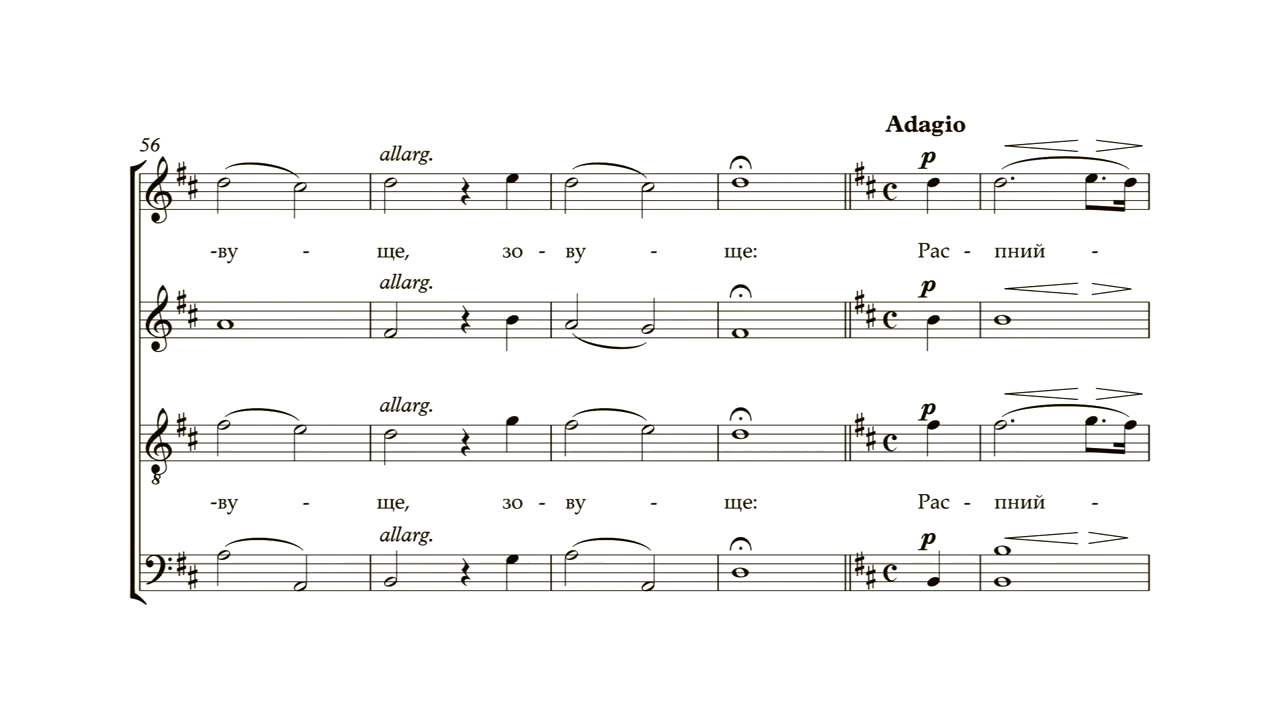 Adagio
56
allarg.
p
-ву - ще, зо - ву - ще: Рас - пний -
allarg.
p
allarg.
p
8
-ву - ще, зо - ву - ще: Рас - пний -
allarg.
p